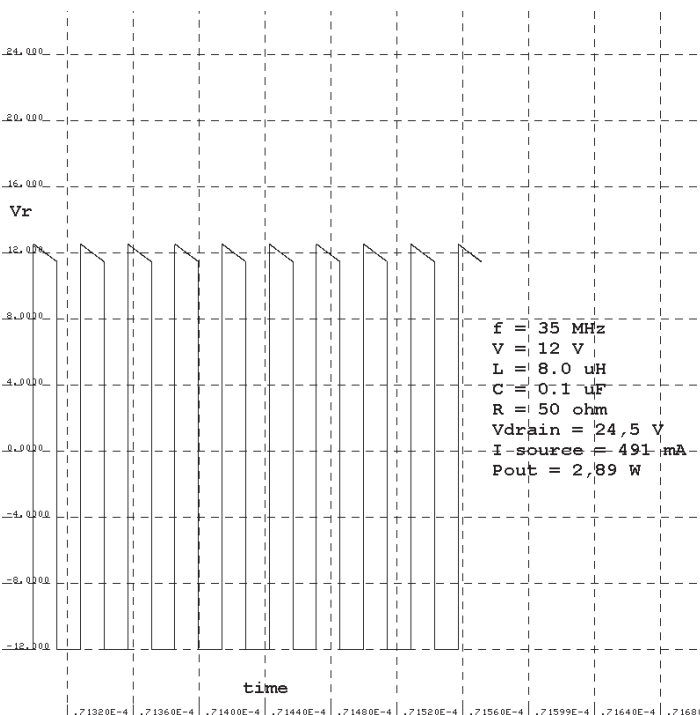 24.000
20.000
16.000
Vr
12.000
8.0000
f = 35 MHz
V = 12 V
L = 8.0 uH
4.0000
C = 0.1 uF
R = 50 ohm
Vdrain = 24,5 V
0.0000
I source = 491 mA
Pout = 2,89 W
-4.0000
-8.0000
-12.000
time
.71320E-4 .71360E-4 .71400E-4 .71440E-4 .71480E-4 .71520E-4 .71560E-4 .71599E-4 .71640E-4 .7168